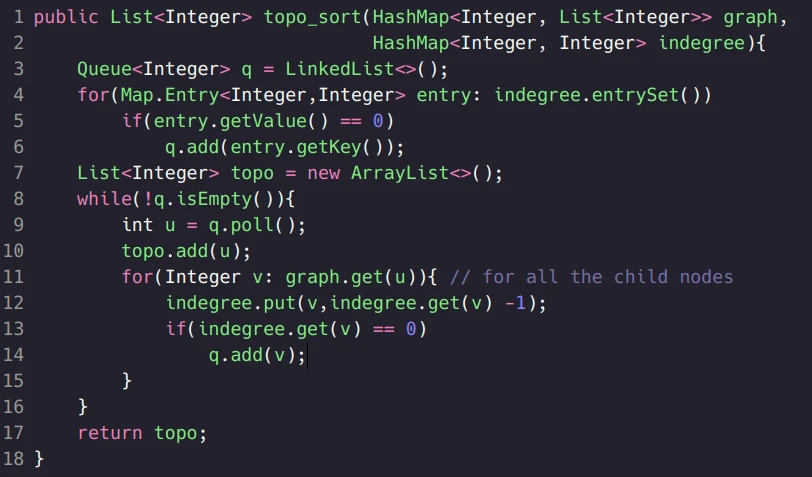 1 public List<Integer> topo_sort(HashMap<Integer, List<Integer>> graph,
2                                HashMap<Integer, Integer> indegree){
3     Queue<Integer> q = LinkedList<>();
4     for(Map.Entry<Integer,Integer> entry: indegree.entrySet())
5         if(entry.getValue() == 0)
6             q.add(entry.getKey());
7     List<Integer> topo = new ArrayList<>();
8     while(!q.isEmpty()){
9         int u = q.poll();
10         topo.add(u);
11         for(Integer v: graph.get(u)){ // for all the child nodes
12             indegree.put(v,indegree.get(v) -1);
13             if(indegree.get(v) == 0)
14                 q.add(v);
15         }
16     }
17     return topo;
18 }